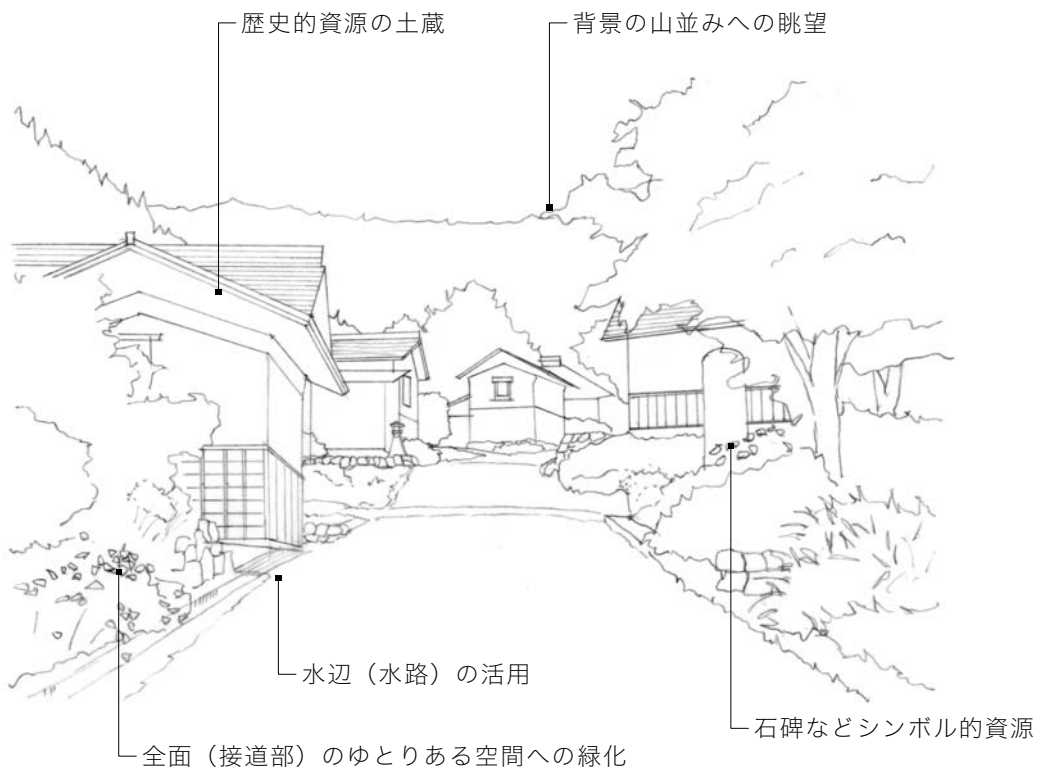 歴史的資源の土蔵
背景の山並みへの眺望
水辺（水路）の活用
石碑などシンボル的資源
全面（接道部）のゆとりある空間への緑化